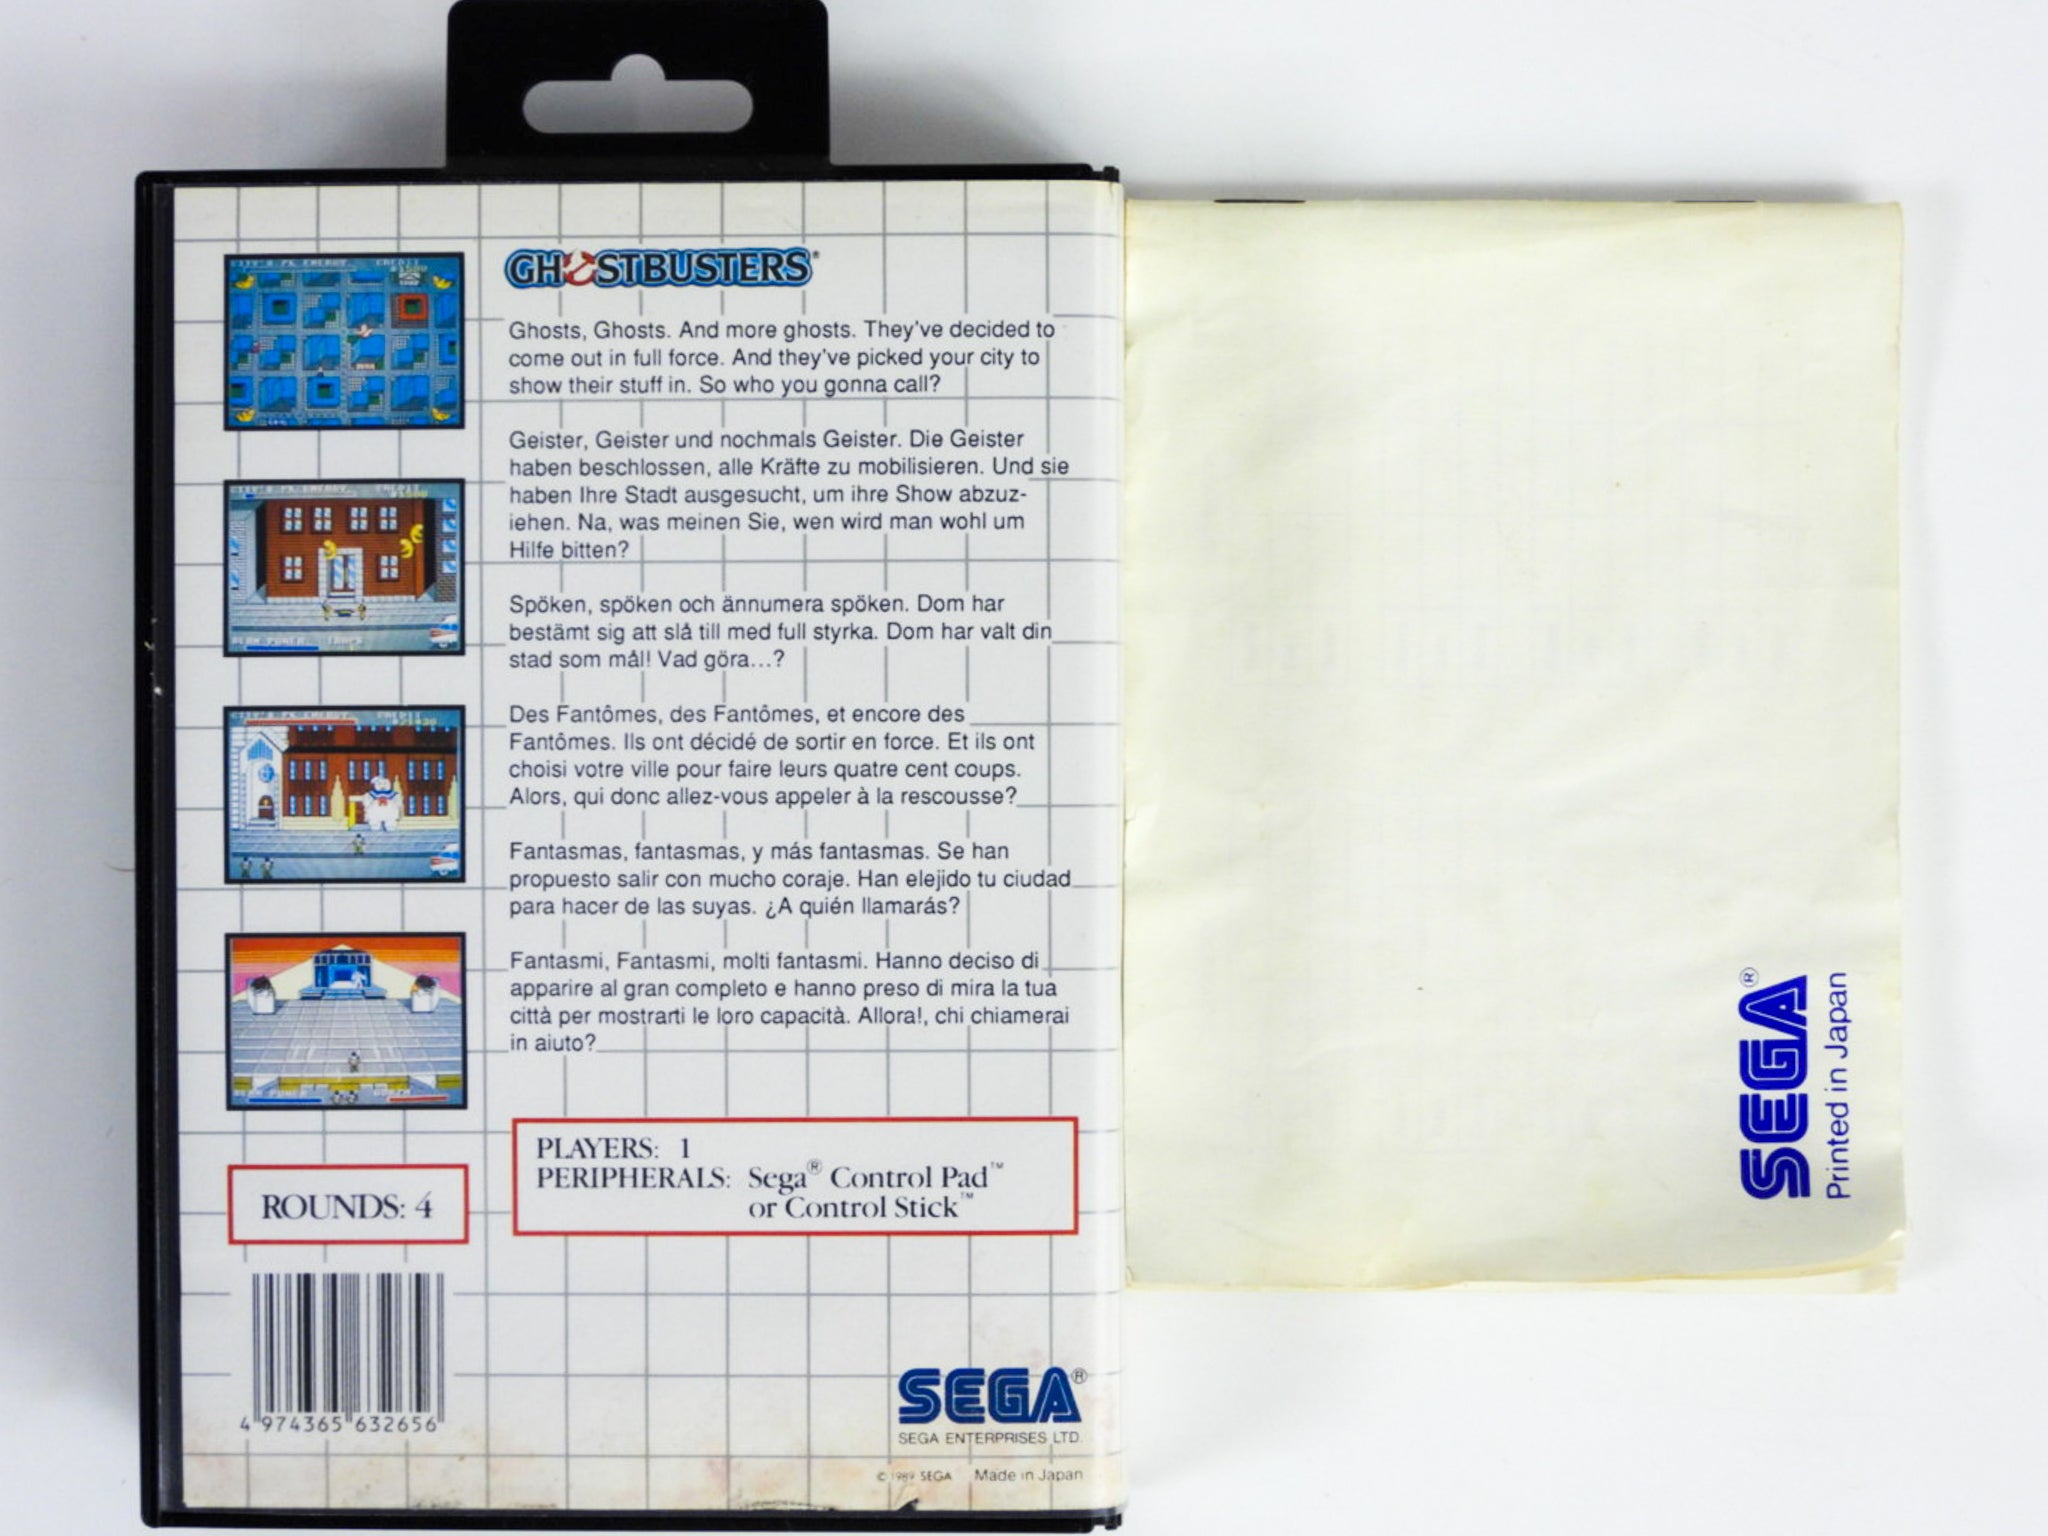 GHOSTBUSTERS
Ghosts, Ghosts. And more ghosts. They've decided to
come out in full force. And they've picked your city to
show their stuff in. So who you gonna call?
Geister, Geister und nochmals Geister. Die Geister
haben beschlossen, alle Kräfte zu mobilisieren. Und sie
haben Ihre Stadt ausgesucht, um ihre Show abzuz-
iehen. Na, was meinen Sie, wen wird man wohl um
Hilfe bitten?
Spöken, spöken och ännumera spöken. Dom har
bestämt sig att slå till med full styrka. Dom har valt din
stad som mål! Vad göra...?
Des Fantômes, des Fantômes, et encore des
Fantômes. Ils ont décidé de sortir en force. Et ils ont
choisi votre ville pour faire leurs quatre cent coups.
Alors, qui donc allez-vous appeler à la rescousse?
Fantasmas, fantasmas, y más fantasmas. Se han
propuesto salir con mucho coraje. Han elejido tu ciudad
para hacer de las suyas. ¿A quién llamarás?
Fantasmi, Fantasmi, molti fantasmi. Hanno deciso di
apparire al gran completo e hanno preso di mira la tua
città per mostrarti le loro capacità. Allora!, chi chiamerai
in aiuto?
PLAYERS: 1
PERIPHERALS: Sega® Control Pad™
or Control Stick™
ROUNDS: 4
4 974365 632656
SEGA®
SEGA ENTERPRISES LTD.
© 1989 SEGA Made in Japan
SEGA®
Printed in Japan